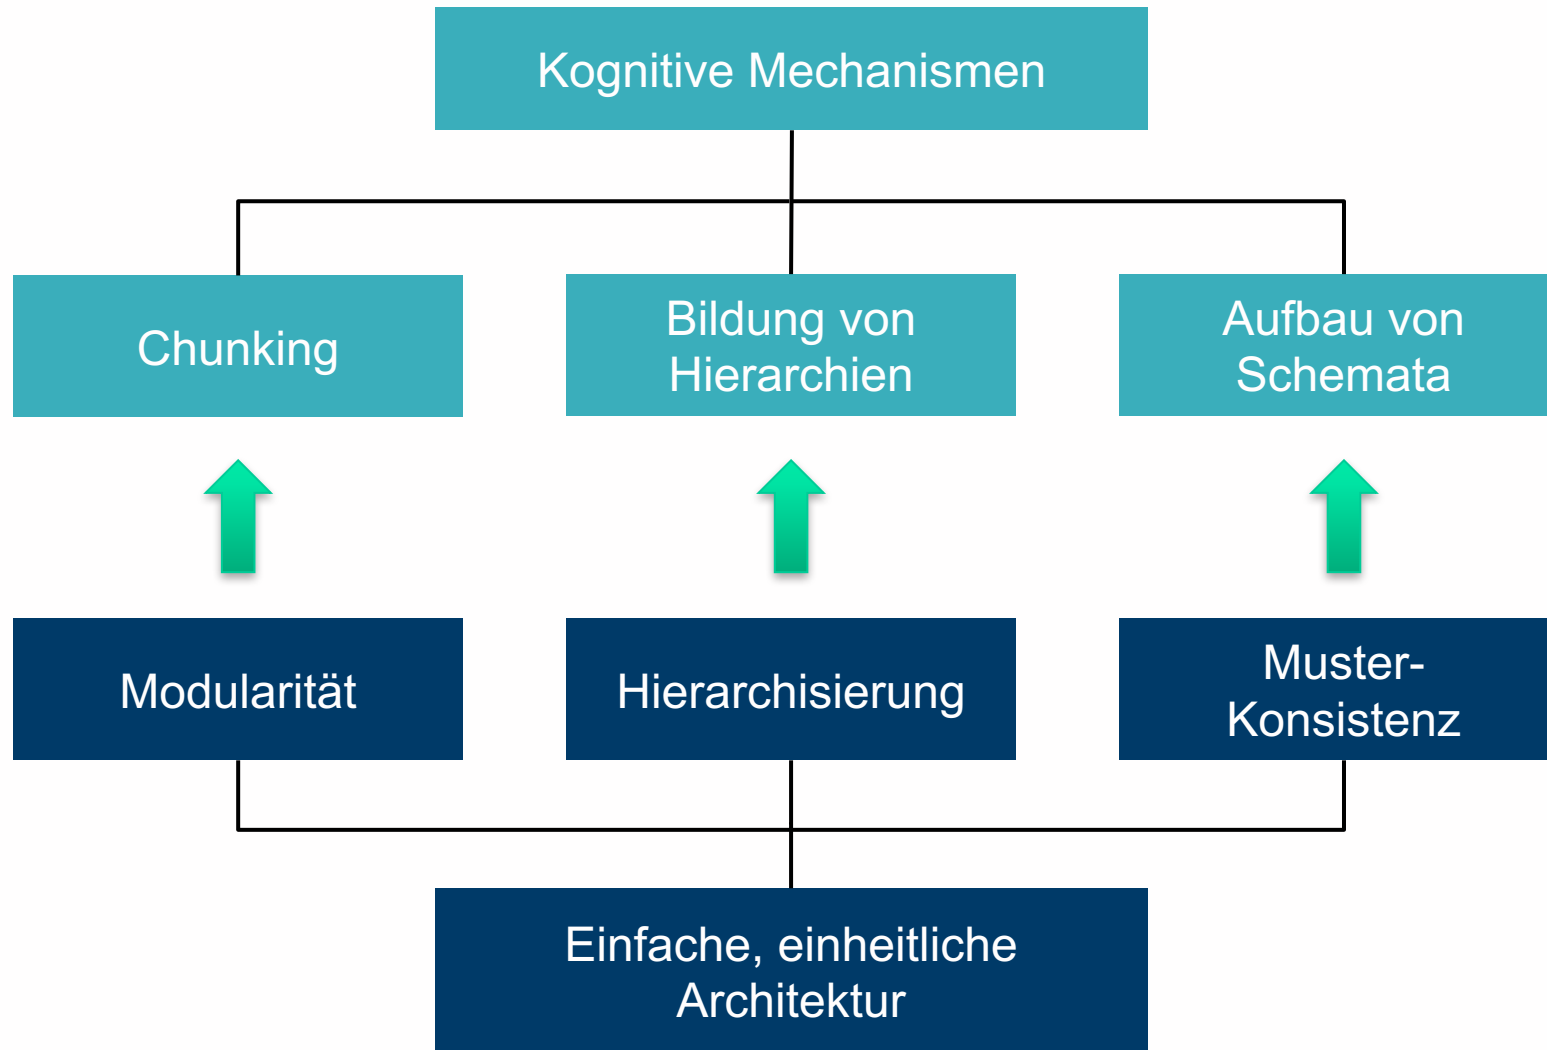 Kognitive Mechanismen
Chunking
Bildung von
Hierarchien
Aufbau von
Schemata
Modularität
Hierarchisierung
Muster-
Konsistenz
Einfache, einheitliche
Architektur